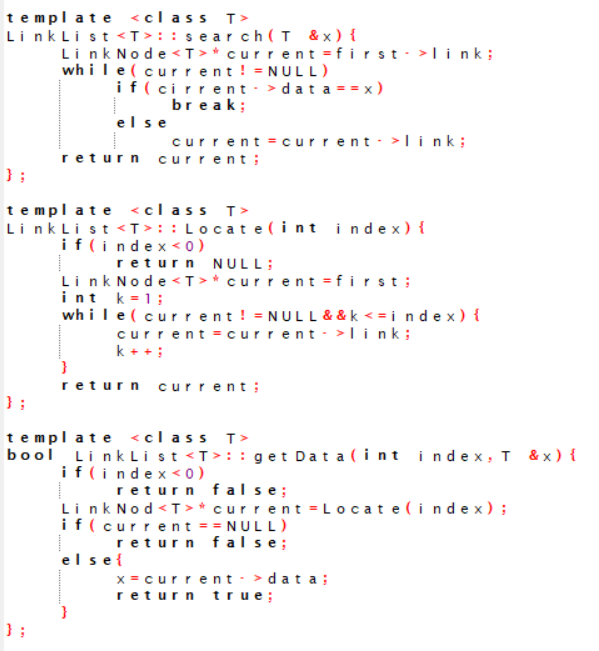 template <class T>
LinkList<T>::search(T &x){
LinkNode<T>*current=first->link;
while(current!=NULL)
if(cirrent->data==x)
break;
else
current=current->link;
return current;
};
template <class T>
LinkList<T>::Locate(int index){
if(index<0)
return NULL;
LinkNode<T>*current=first;
int k=1;
while(current!=NULL&&k<=index){
current=current->link;
k++;
}
return current;
};
template <class T>
bool LinkList<T>::getData(int index,T &x){
if(index<0)
return false;
LinkNod<T>*current=Locate(index);
if(current==NULL)
return false;
else{
x=current->data;
return true;
}
};